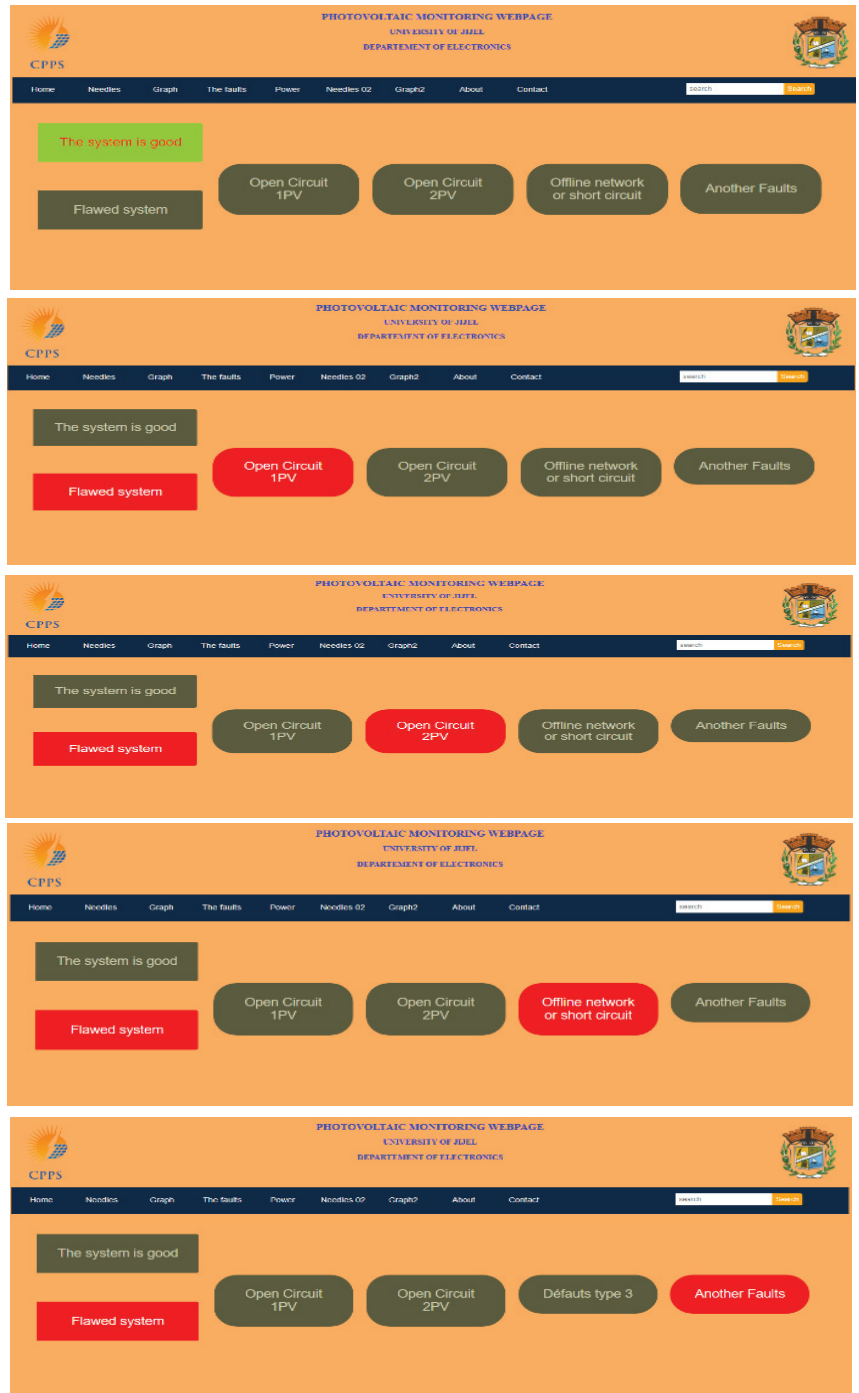 PHOTOVOLTAIC MONITORING WEBPAGE
UNIVERSITY OF JIJEL
DEPARTEMENT OF ELECTRONICS
CPPS
Home Needles Graph The faults Power Needles 02 Graph2 About Contact search Search
The system is good
Flawed system
Open Circuit
1PV
Open Circuit
2PV
Offline network
or short circuit
Another Faults
PHOTOVOLTAIC MONITORING WEBPAGE
UNIVERSITY OF JIJEL
DEPARTEMENT OF ELECTRONICS
CPPS
Home Needles Graph The faults Power Needles 02 Graph2 About Contact search Search
The system is good
Flawed system
Open Circuit
1PV
Open Circuit
2PV
Offline network
or short circuit
Another Faults
PHOTOVOLTAIC MONITORING WEBPAGE
UNIVERSITY OF JIJEL
DEPARTEMENT OF ELECTRONICS
CPPS
Home Needles Graph The faults Power Needles 02 Graph2 About Contact search Search
The system is good
Flawed system
Open Circuit
1PV
Open Circuit
2PV
Offline network
or short circuit
Another Faults
PHOTOVOLTAIC MONITORING WEBPAGE
UNIVERSITY OF JIJEL
DEPARTEMENT OF ELECTRONICS
CPPS
Home Needles Graph The faults Power Needles 02 Graph2 About Contact search Search
The system is good
Flawed system
Open Circuit
1PV
Open Circuit
2PV
Offline network
or short circuit
Another Faults
PHOTOVOLTAIC MONITORING WEBPAGE
UNIVERSITY OF JIJEL
DEPARTEMENT OF ELECTRONICS
CPPS
Home Needles Graph The faults Power Needles 02 Graph2 About Contact search Search
The system is good
Flawed system
Open Circuit
1PV
Open Circuit
2PV
Défauts type 3
Another Faults